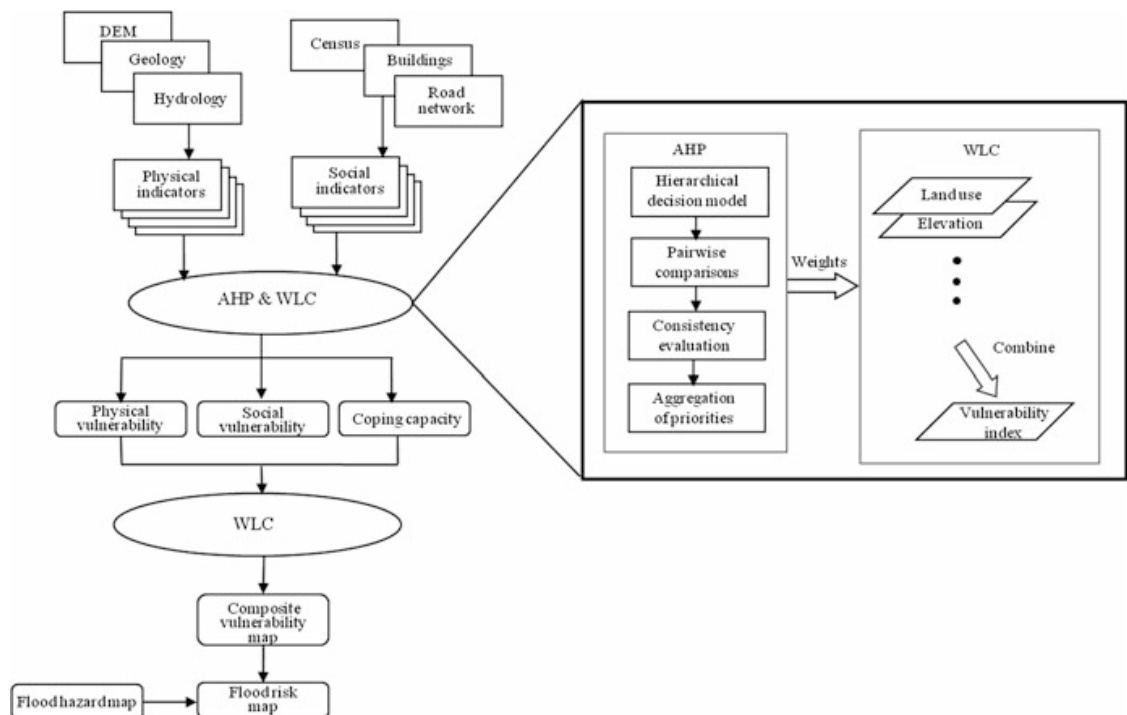 DEM
Geology
Hydrology
Census
Buildings
Road
network
Physical
indicators
Social
indicators
AHP & WLC
Physical
vulnerability
Social
vulnerability
Coping capacity
WLC
Composite
vulnerability
map
Flood hazard map
Flood risk
map
AHP
Hierarchical
decision model
Pairwise
comparisons
Consistency
evaluation
Aggregation
of priorities
Weights
WLC
Land use
Elevation
Combine
Vulnerability
index